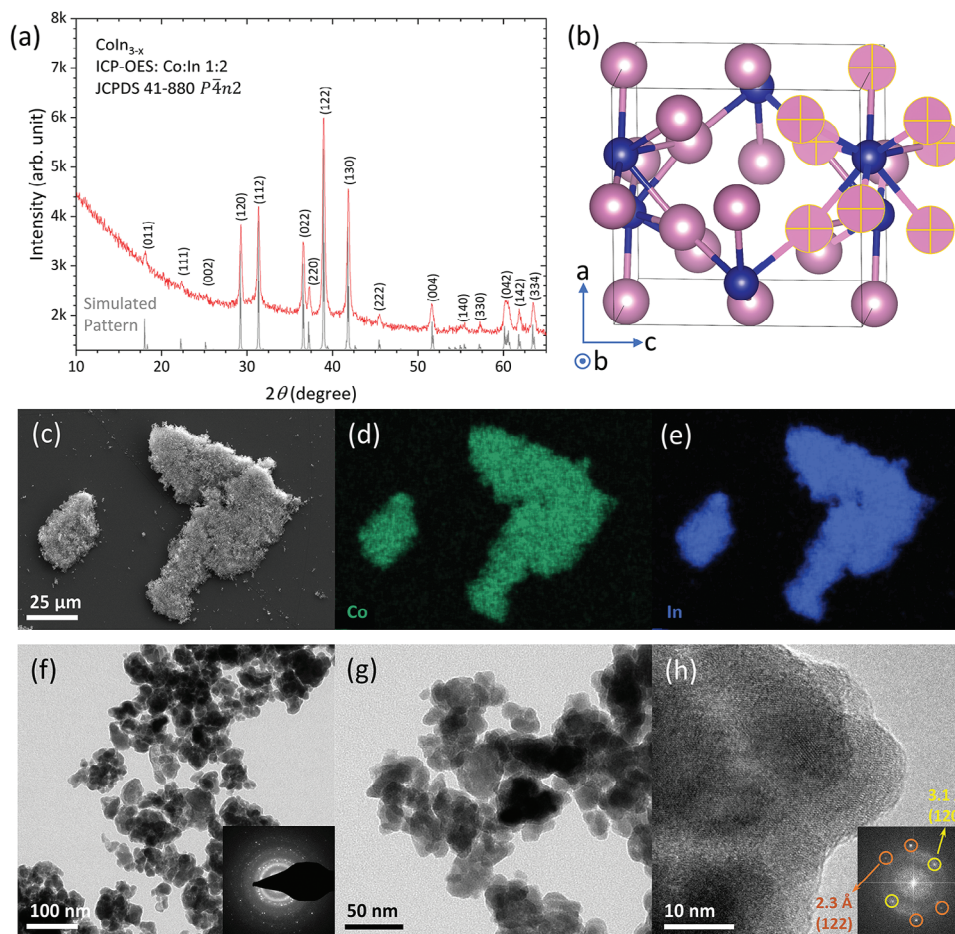 (a)
8k
7k
6k
5k
4k
3k
2k
Intensity (arb. unit)
CoIn3-x
ICP-OES: Co:In 1:2
JCPDS 41-880 P4̄n2
(011)
(111)
(002)
(120)
(112)
(022)
(220)
(122)
(130)
(222)
(004)
(140)
(330)
(042)
(142)
(334)
Simulated
Pattern
10 20 30 40 50 60
2θ (degree)
(b)
a
b
c
(c)
25 μm
(d)
Co
(e)
In
(f)
100 nm
(g)
50 nm
(h)
10 nm
3.1
(120
2.3 Å
(122)